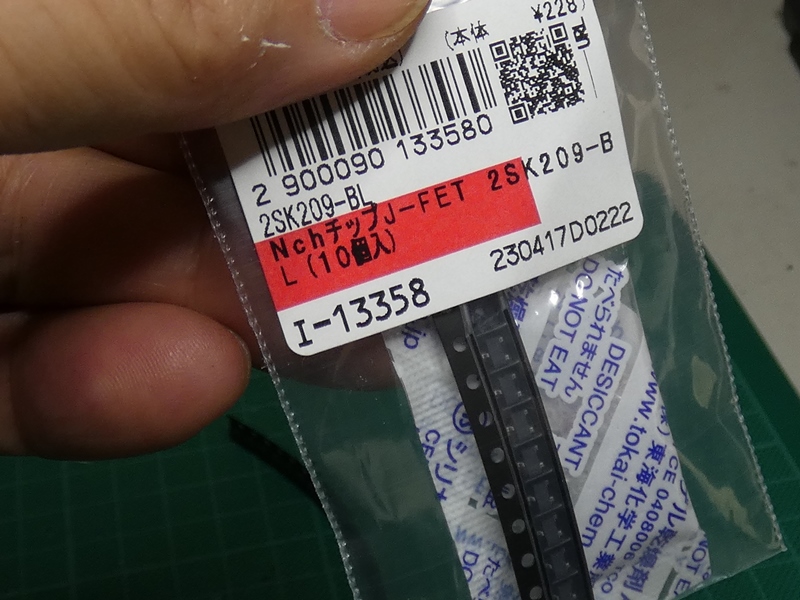 (本体 ¥228)
2 900090 133580
2SK209-BL
NchチップJ-FET 2SK209-B
L (10個入)
230417D0222
I-13358
たべられません
DO NOT EAT
DESICCANT
www.tokai-chem
東海化学工業